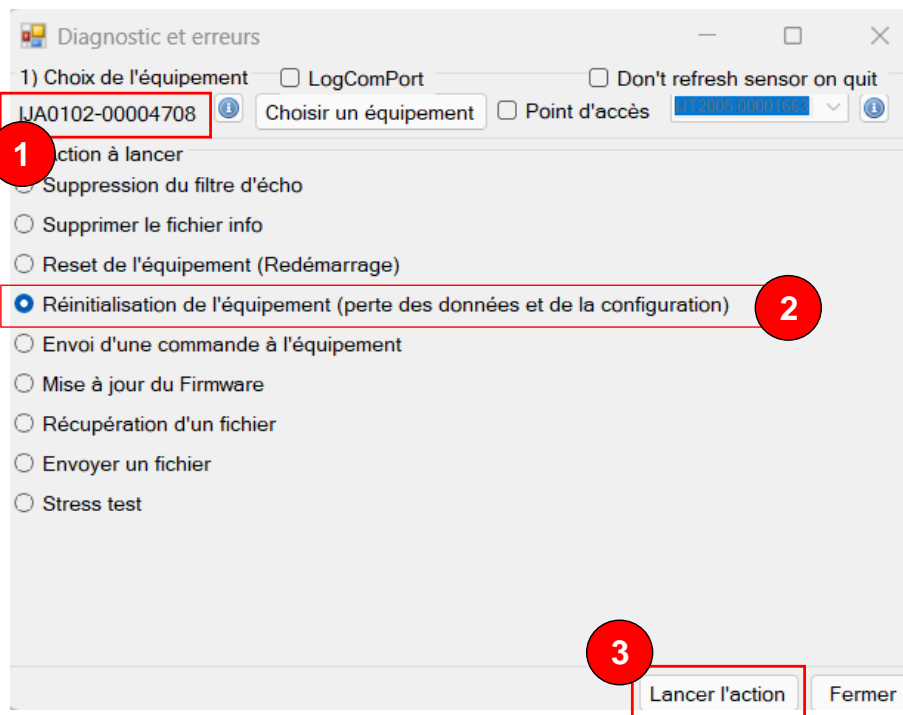 Diagnostic et erreurs
1) Choix de l'équipement LogComPort Don't refresh sensor on quit
IJA0102-00004708 Choisir un équipement Point d'accès IJT2005-00001663
1 ction à lancer
Suppression du filtre d'écho
Supprimer le fichier info
Reset de l'équipement (Redémarrage)
Réinitialisation de l'équipement (perte des données et de la configuration) 2
Envoi d'une commande à l'équipement
Mise à jour du Firmware
Récupération d'un fichier
Envoyer un fichier
Stress test
3
Lancer l'action Fermer